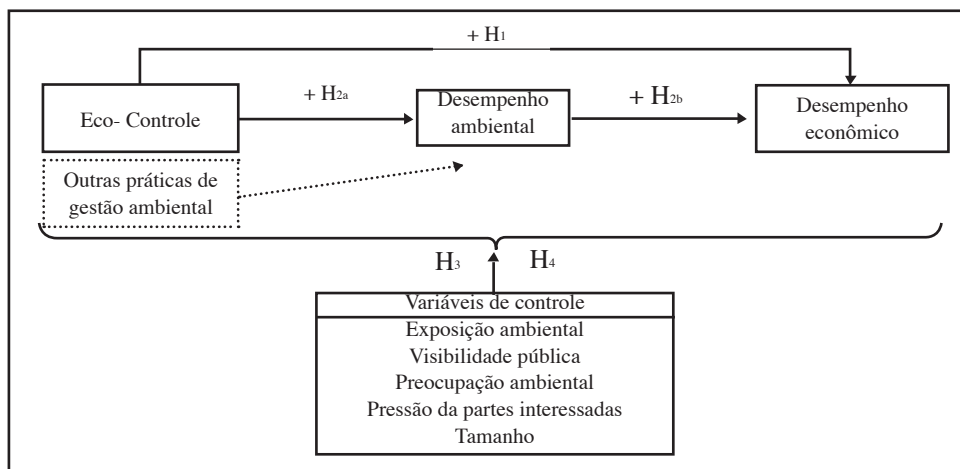 + H1
+ H2a
+ H2b
Eco- Controle
Desempenho
ambiental
Desempenho
econômico
Outras práticas de
gestão ambiental
H3
H4
Variáveis de controle
Exposição ambiental
Visibilidade pública
Preocupação ambiental
Pressão da partes interessadas
Tamanho